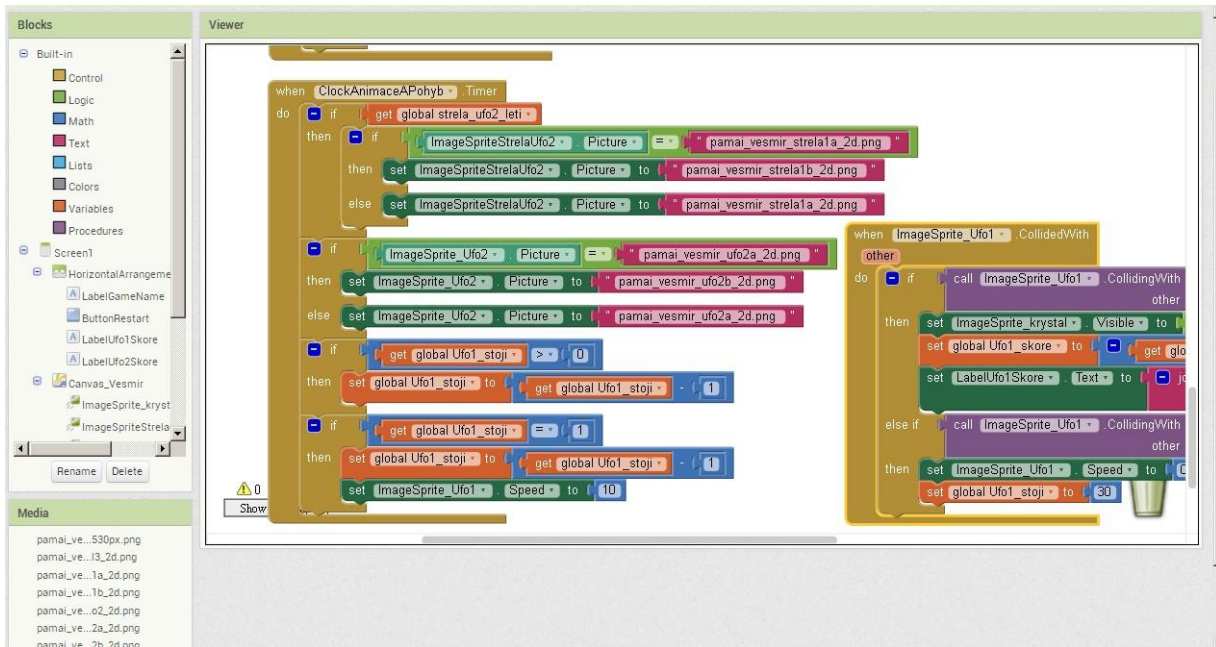 Blocks
Viewer
Built-in
Control
Logic
Math
Text
Lists
Colors
Variables
Procedures
Screen1
HorizontalArrangeme
LabelGameName
ButtonRestart
LabelUfo1Skore
LabelUfo2Skore
Canvas_Vesmir
ImageSprite_kryst
ImageSpriteStrela
Rename Delete
Media
pamai_ve...530px.png
pamai_ve...l3_2d.png
pamai_ve...1a_2d.png
pamai_ve...1b_2d.png
pamai_ve...o2_2d.png
pamai_ve...2a_2d.png
pamai_ve...2b_2d.png
when ClockAnimaceAPohyb .Timer
do if get global strela_ufo2_leti
then if ImageSpriteStrelaUfo2 . Picture = " pamai_vesmir_strela1a_2d.png "
then set ImageSpriteStrelaUfo2 . Picture to " pamai_vesmir_strela1b_2d.png "
else set ImageSpriteStrelaUfo2 . Picture to " pamai_vesmir_strela1a_2d.png "
if ImageSprite_Ufo2 . Picture = " pamai_vesmir_ufo2a_2d.png "
then set ImageSprite_Ufo2 . Picture to " pamai_vesmir_ufo2b_2d.png "
else set ImageSprite_Ufo2 . Picture to " pamai_vesmir_ufo2a_2d.png "
if get global Ufo1_stoji > 0
then set global Ufo1_stoji to get global Ufo1_stoji - 1
if get global Ufo1_stoji = 1
then set global Ufo1_stoji to get global Ufo1_stoji - 1
set ImageSprite_Ufo1 . Speed to 10
0
Show
when ImageSprite_Ufo1 .CollidedWith
other
do if call ImageSprite_Ufo1 .CollidingWith
other
then set ImageSprite_krystal . Visible to
set global Ufo1_skore to get glo
set LabelUfo1Skore . Text to jo
else if call ImageSprite_Ufo1 .CollidingWith
other
then set ImageSprite_Ufo1 . Speed to 0
set global Ufo1_stoji to 30